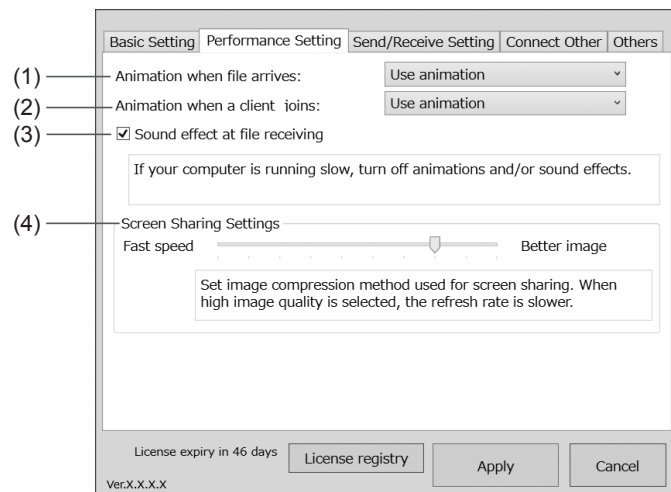 Basic Setting Performance Setting Send/Receive Setting Connect Other Others
(1) Animation when file arrives: Use animation
(2) Animation when a client joins: Use animation
(3) Sound effect at file receiving
If your computer is running slow, turn off animations and/or sound effects.
(4) Screen Sharing Settings
Fast speed Better image
Set image compression method used for screen sharing. When
high image quality is selected, the refresh rate is slower.
License expiry in 46 days License registry Apply Cancel
Ver.X.X.X.X